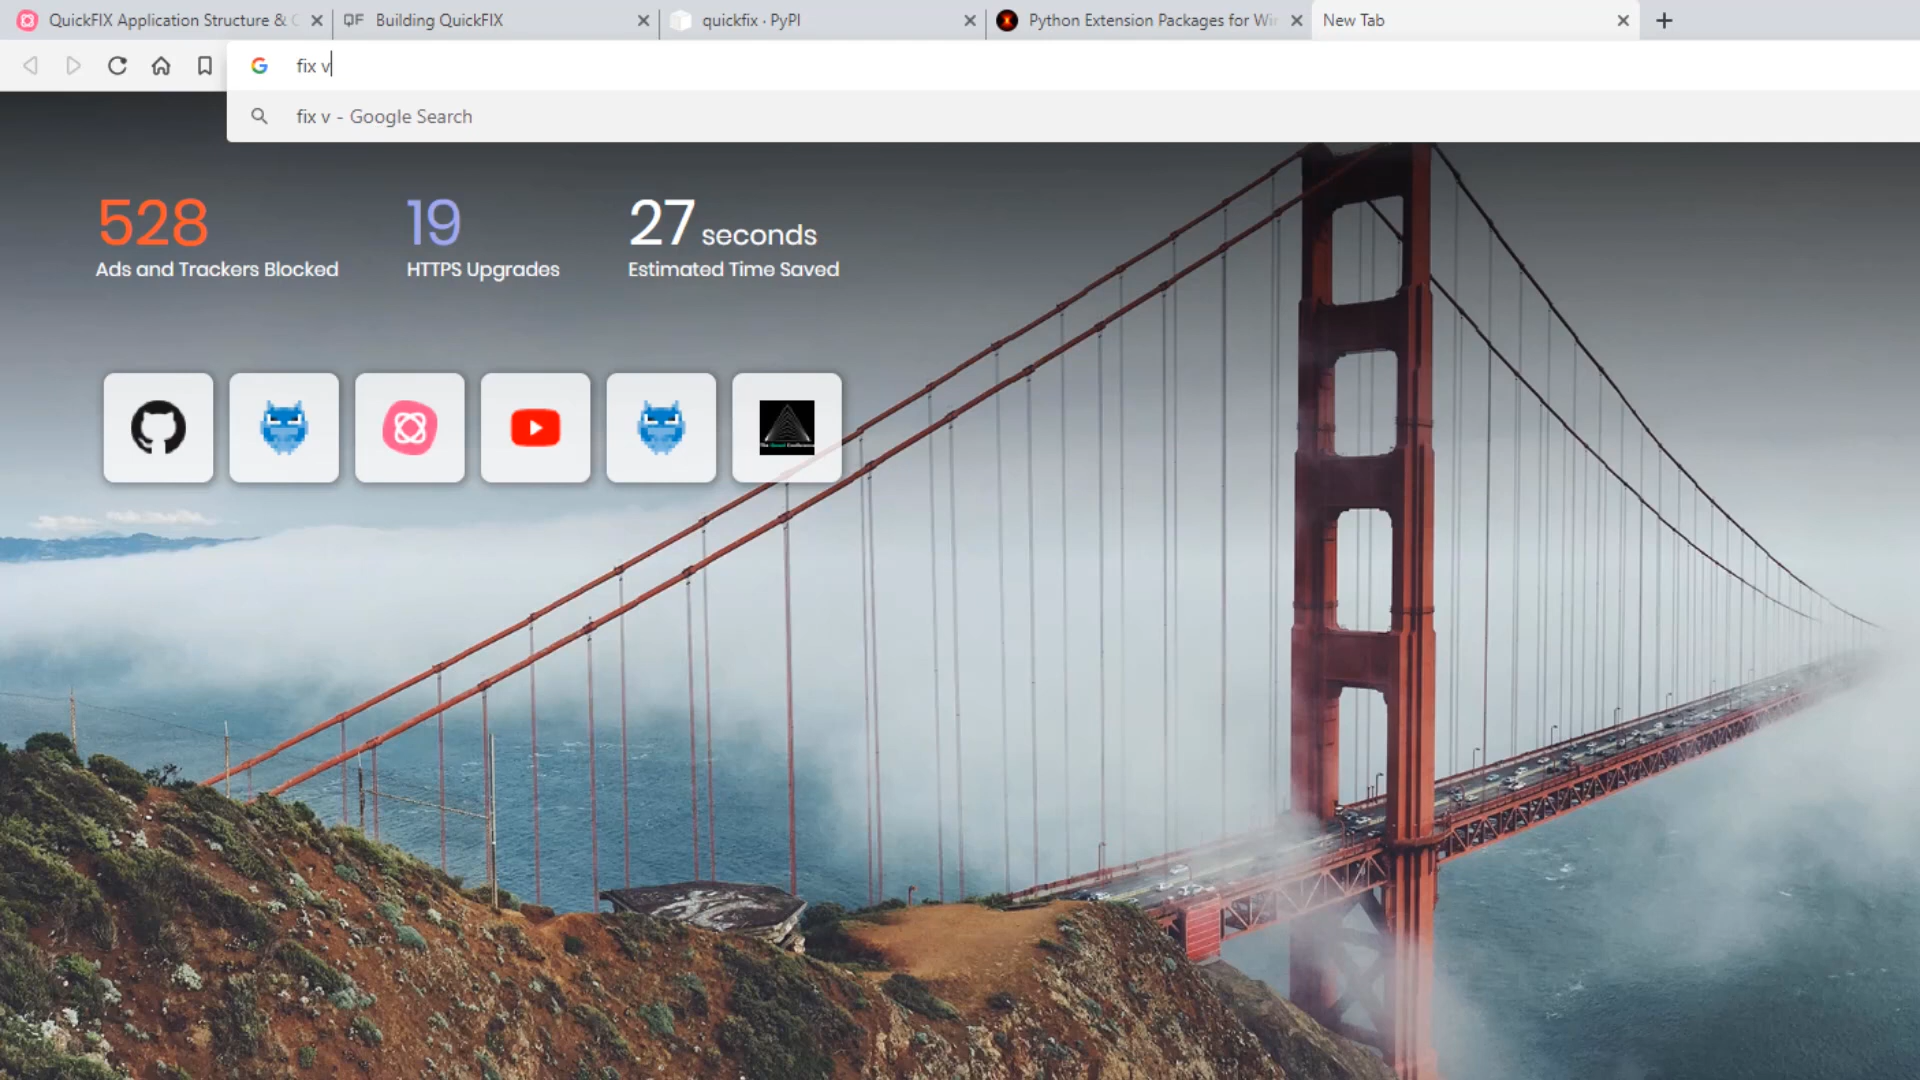 QuickFIX Application Structure & C
QF Building QuickFIX
quickfix · PyPI
Python Extension Packages for Wi
New Tab
fix v
fix v - Google Search
528
Ads and Trackers Blocked
19
HTTPS Upgrades
27 seconds
Estimated Time Saved